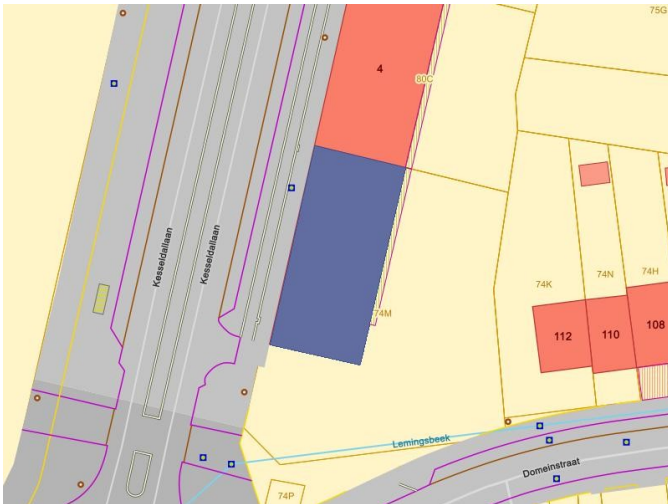 75G
4
80C
Kesseldallaan
Kesseldallaan
74K
74N
74H
74M
112
110
108
Lemingsbeek
Domeinstraat
74P